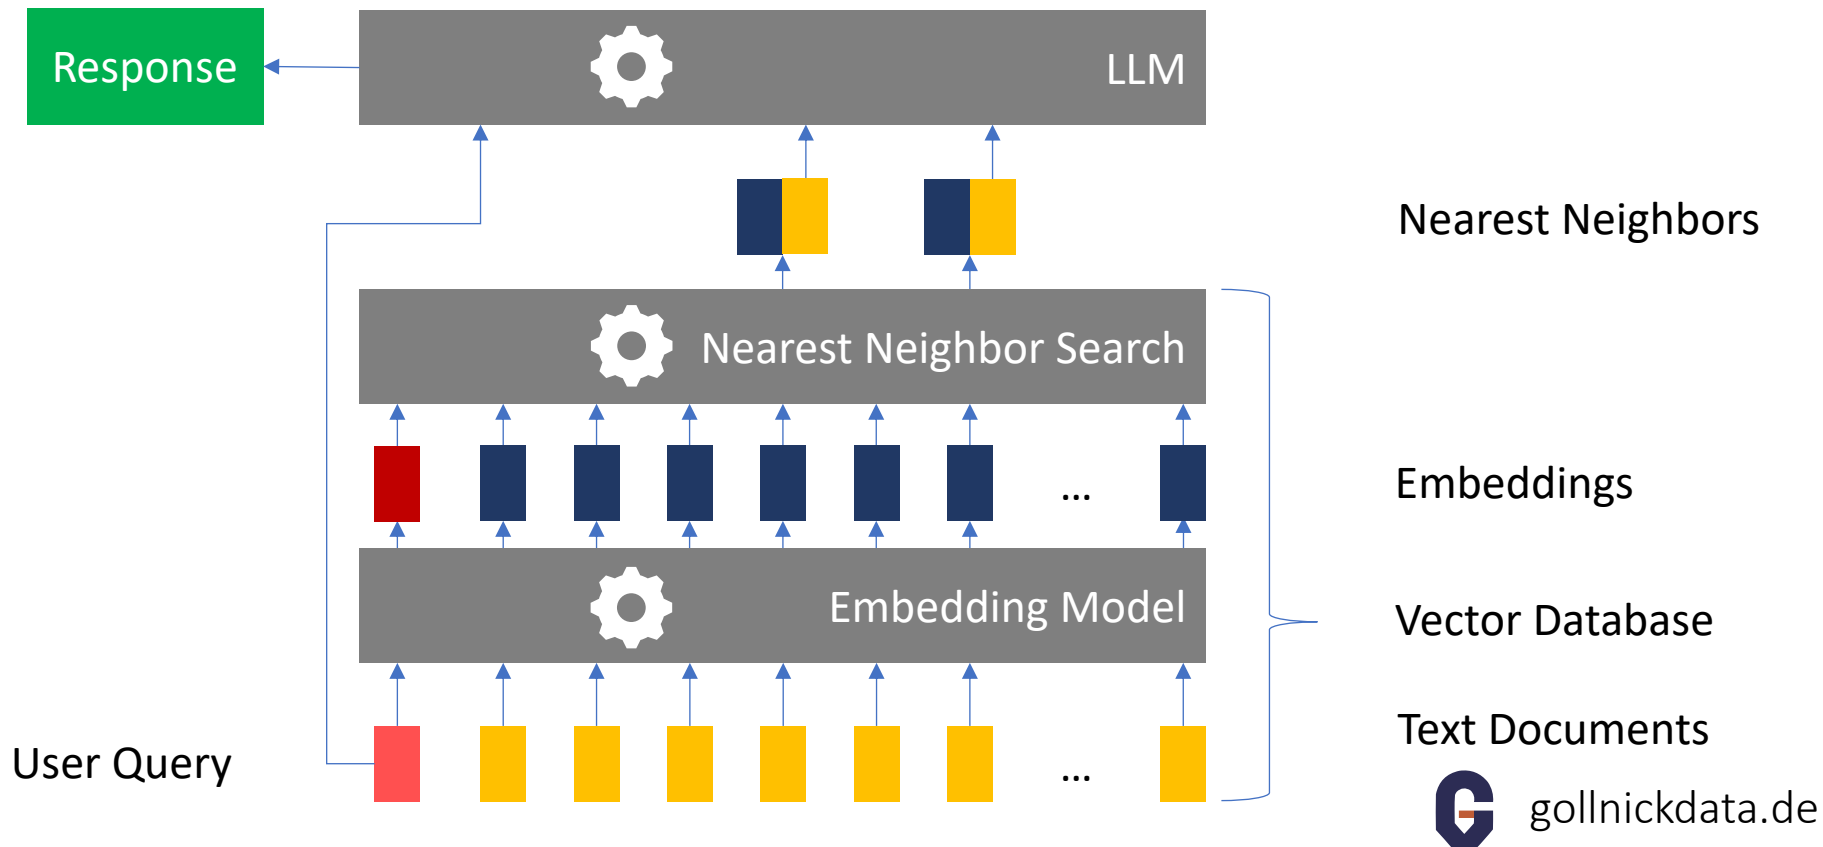 Response
LLM
Nearest Neighbors
Nearest Neighbor Search
...
Embeddings
Embedding Model
Vector Database
Text Documents
User Query
...
gollnickdata.de